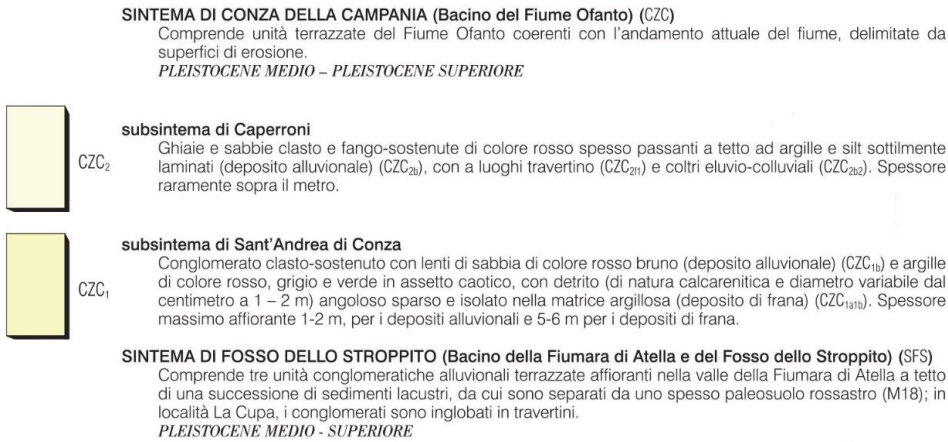 SINTEMA DI CONZA DELLA CAMPANIA (Bacino del Fiume Ofanto) (CZC)
Comprende unità terrazzate del Fiume Ofanto coerenti con l'andamento attuale del fiume, delimitate da
superfici di erosione.
PLEISTOCENE MEDIO – PLEISTOCENE SUPERIORE
subsintema di Caperroni
Ghiaie e sabbie clasto e fango-sostenute di colore rosso spesso passanti a tetto ad argille e silt sottilmente
laminati (deposito alluvionale) (CZC2b), con a luoghi travertino (CZC2f1) e coltri eluvio-colluviali (CZC2b2). Spessore
raramente sopra il metro.
CZC2
subsintema di Sant'Andrea di Conza
Conglomerato clasto-sostenuto con lenti di sabbia di colore rosso bruno (deposito alluvionale) (CZC1b) e argille
di colore rosso, grigio e verde in assetto caotico, con detrito (di natura calcarenitica e diametro variabile dal
centimetro a 1 – 2 m) angoloso sparso e isolato nella matrice argillosa (deposito di frana) (CZC1a1b). Spessore
massimo affiorante 1-2 m, per i depositi alluvionali e 5-6 m per i depositi di frana.
CZC1
SINTEMA DI FOSSO DELLO STROPPITO (Bacino della Fiumara di Atella e del Fosso dello Stroppito) (SFS)
Comprende tre unità conglomeratiche alluvionali terrazzate affioranti nella valle della Fiumara di Atella a tetto
di una successione di sedimenti lacustri, da cui sono separati da uno spesso paleosuolo rossastro (M18); in
località La Cupa, i conglomerati sono inglobati in travertini.
PLEISTOCENE MEDIO - SUPERIORE